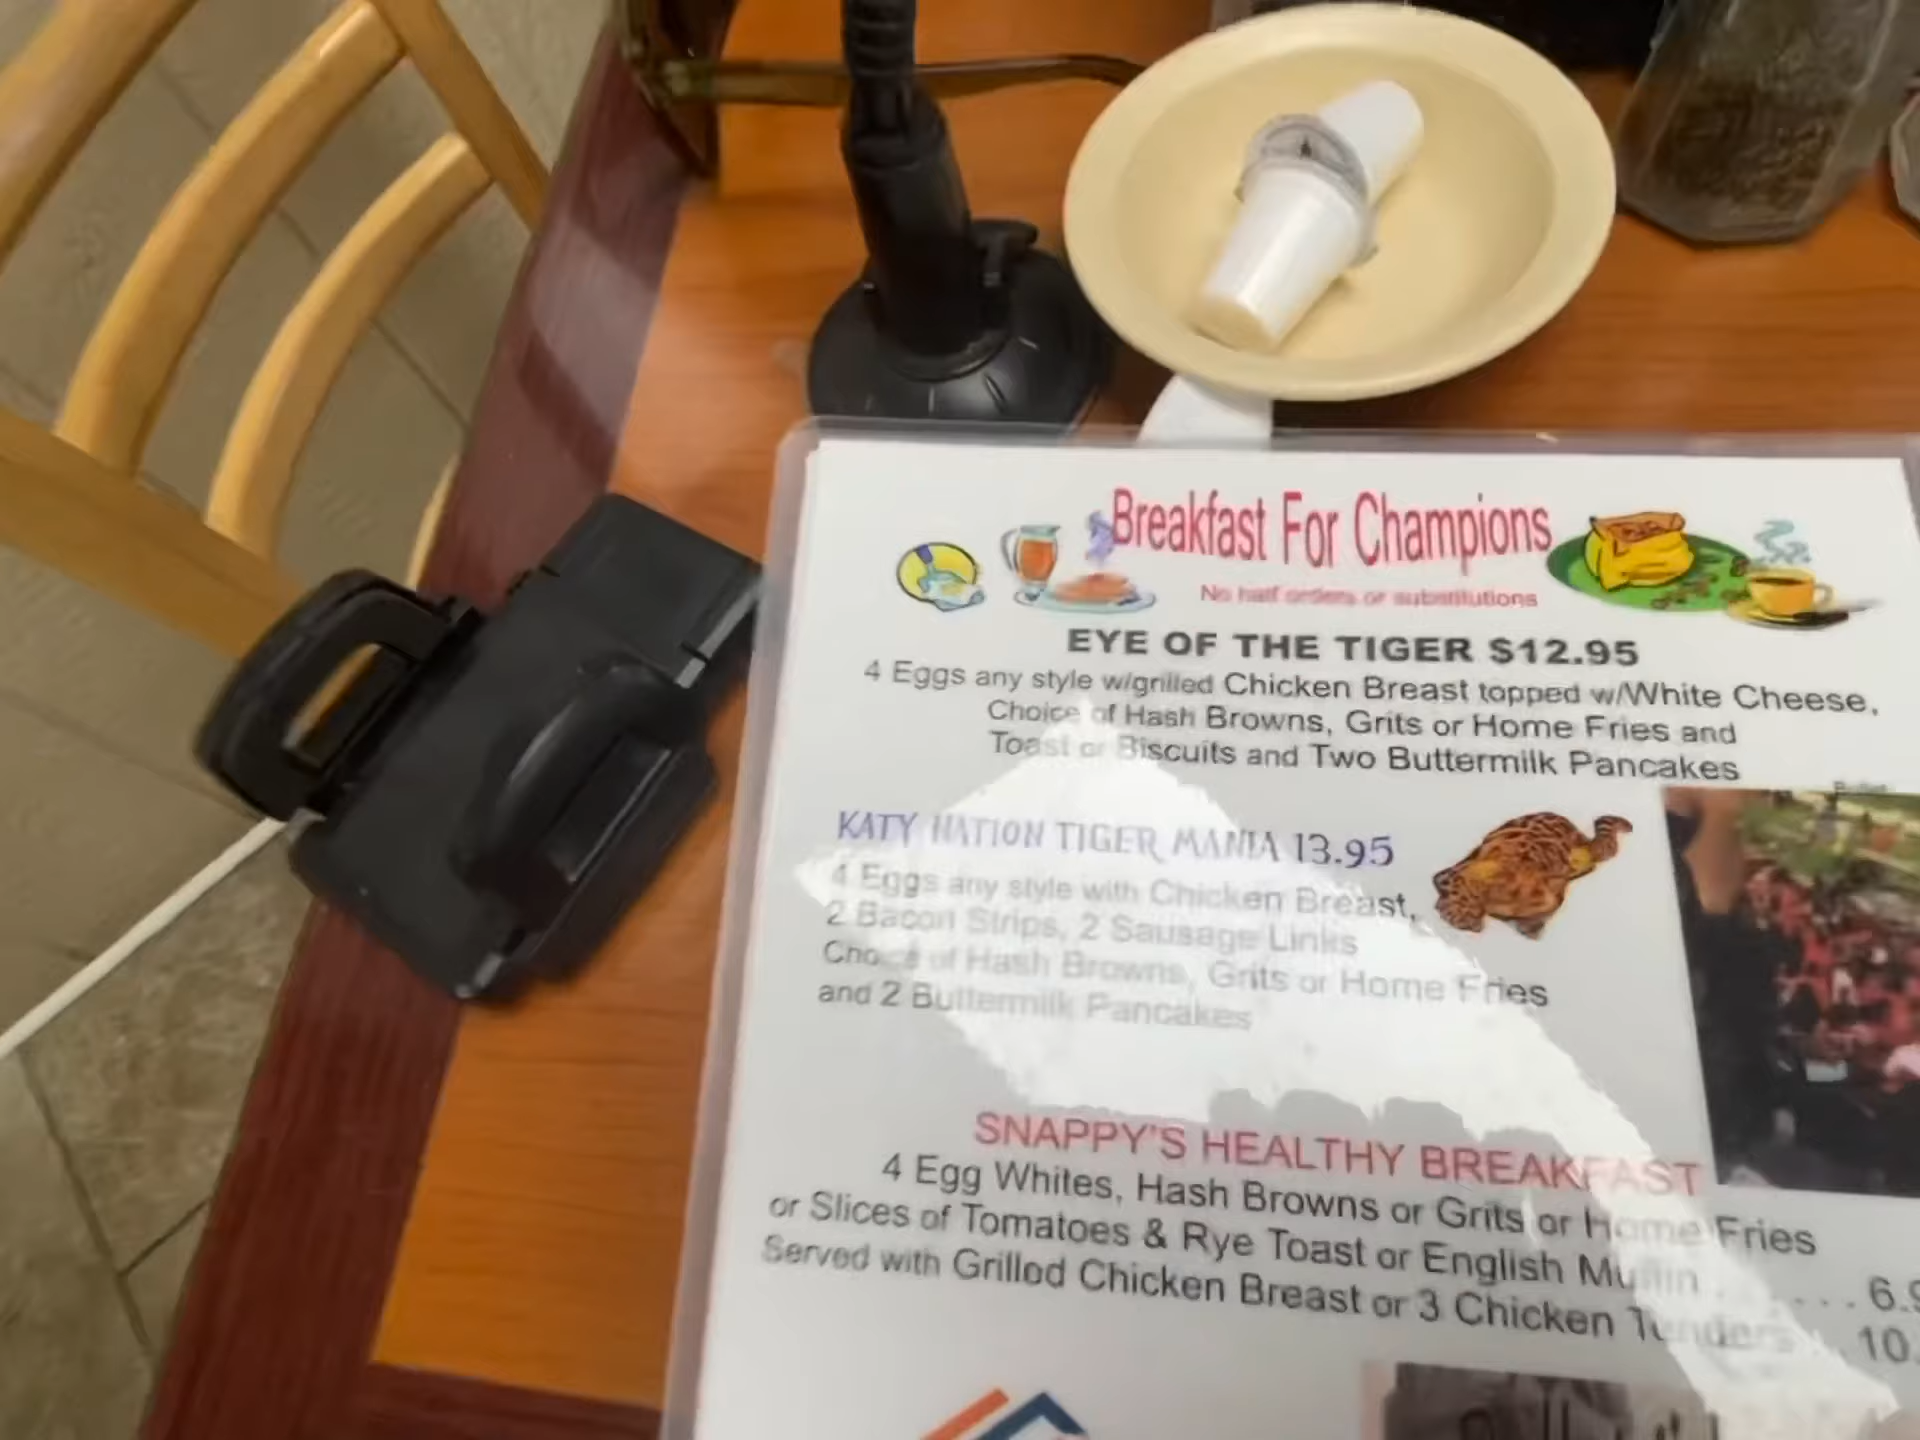 Breakfast For Champions
No half orders or substitutions
EYE OF THE TIGER $12.95
4 Eggs any style w/grilled Chicken Breast topped w/White Cheese,
Choice of Hash Browns, Grits or Home Fries and
Toast or Biscuits and Two Buttermilk Pancakes
KATY NATION TIGER MANIA 13.95
4 Eggs any style with Chicken Breast,
2 Bacon Strips, 2 Sausage Links
Choice of Hash Browns, Grits or Home Fries
and 2 Buttermilk Pancakes
SNAPPY'S HEALTHY BREAKFAST
4 Egg Whites, Hash Browns or Grits or Home Fries
or Slices of Tomatoes & Rye Toast or English Muffin . . . . . . 6.9
Served with Grilled Chicken Breast or 3 Chicken Tenders . . 10.